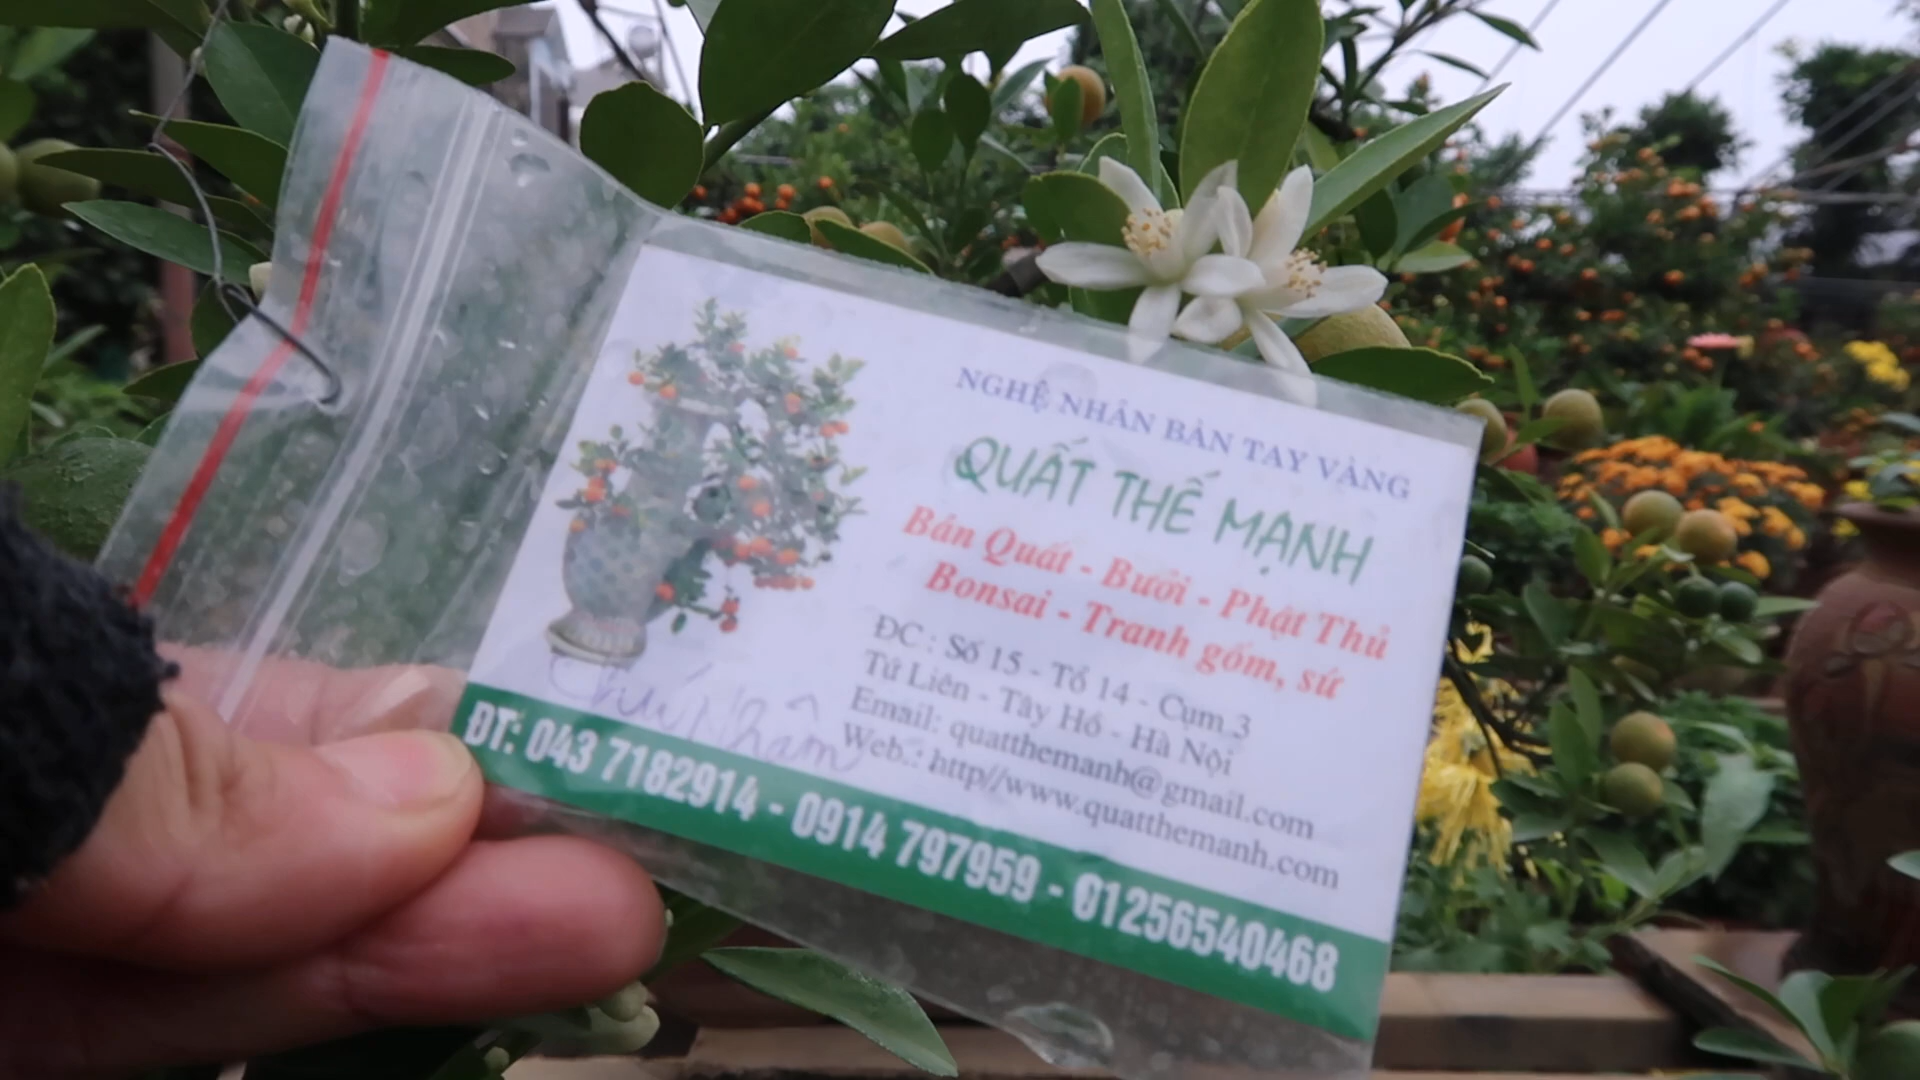 NGHỆ NHÂN BÀN TAY VÀNG
QUẤT THẾ MẠNH
Bán Quất - Bưởi - Phật Thủ
Bonsai - Tranh gốm, sứ
ĐC : Số 15 - Tổ 14 - Cụm 3
Tứ Liên - Tây Hồ - Hà Nội
Email: quatthemanh@gmail.com
Web.: http//www.quatthemanh.com
Chú Nhâm
ĐT: 043 7182914 - 0914 797959 - 01256540468